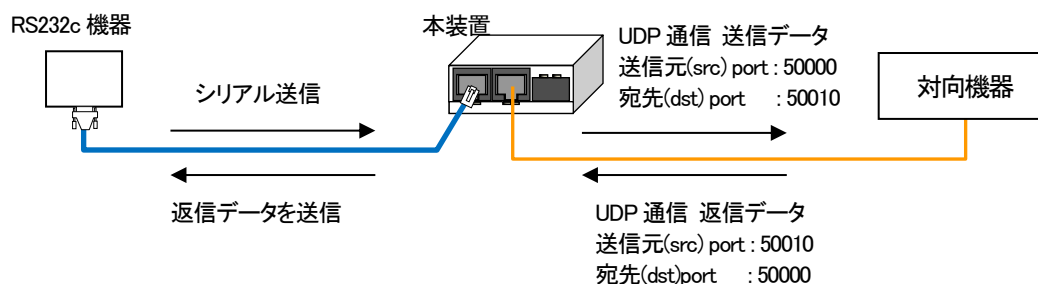 RS232c 機器
本装置
UDP 通信 送信データ
送信元(src) port : 50000
宛先(dst) port : 50010
シリアル送信
対向機器
返信データを送信
UDP 通信 返信データ
送信元(src) port : 50010
宛先(dst)port : 50000